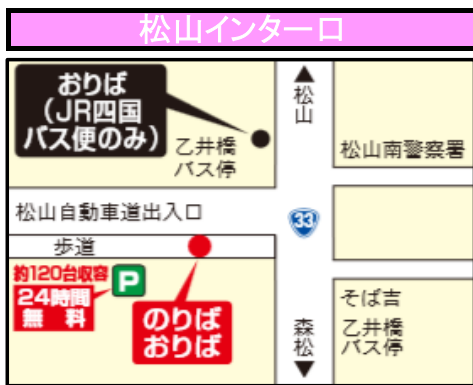 松山インター口
おりば
（JR四国
バス便のみ）
乙井橋
バス停
▲
松山
松山南警察署
松山自動車道出入口
33
歩道
約120台収容
P
24時間
無料
のりば
おりば
そば吉
乙井橋
バス停
森松
▼